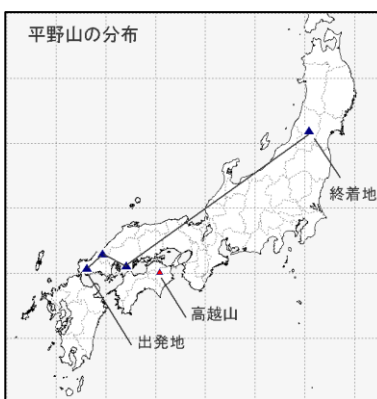 平野山の分布
終着地
高越山
出発地